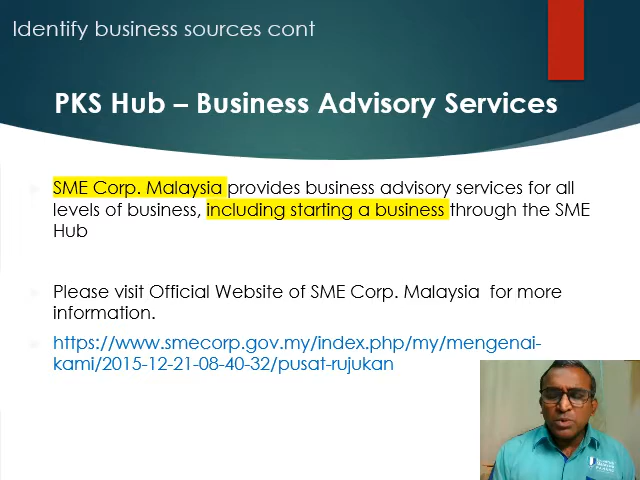 Identify business sources cont
PKS Hub – Business Advisory Services
SME Corp. Malaysia provides business advisory services for all
levels of business, including starting a business through the SME
Hub
Please visit Official Website of SME Corp. Malaysia for more
information.
https://www.smecorp.gov.my/index.php/my/mengenai-
kami/2015-12-21-08-40-32/pusat-rujukan